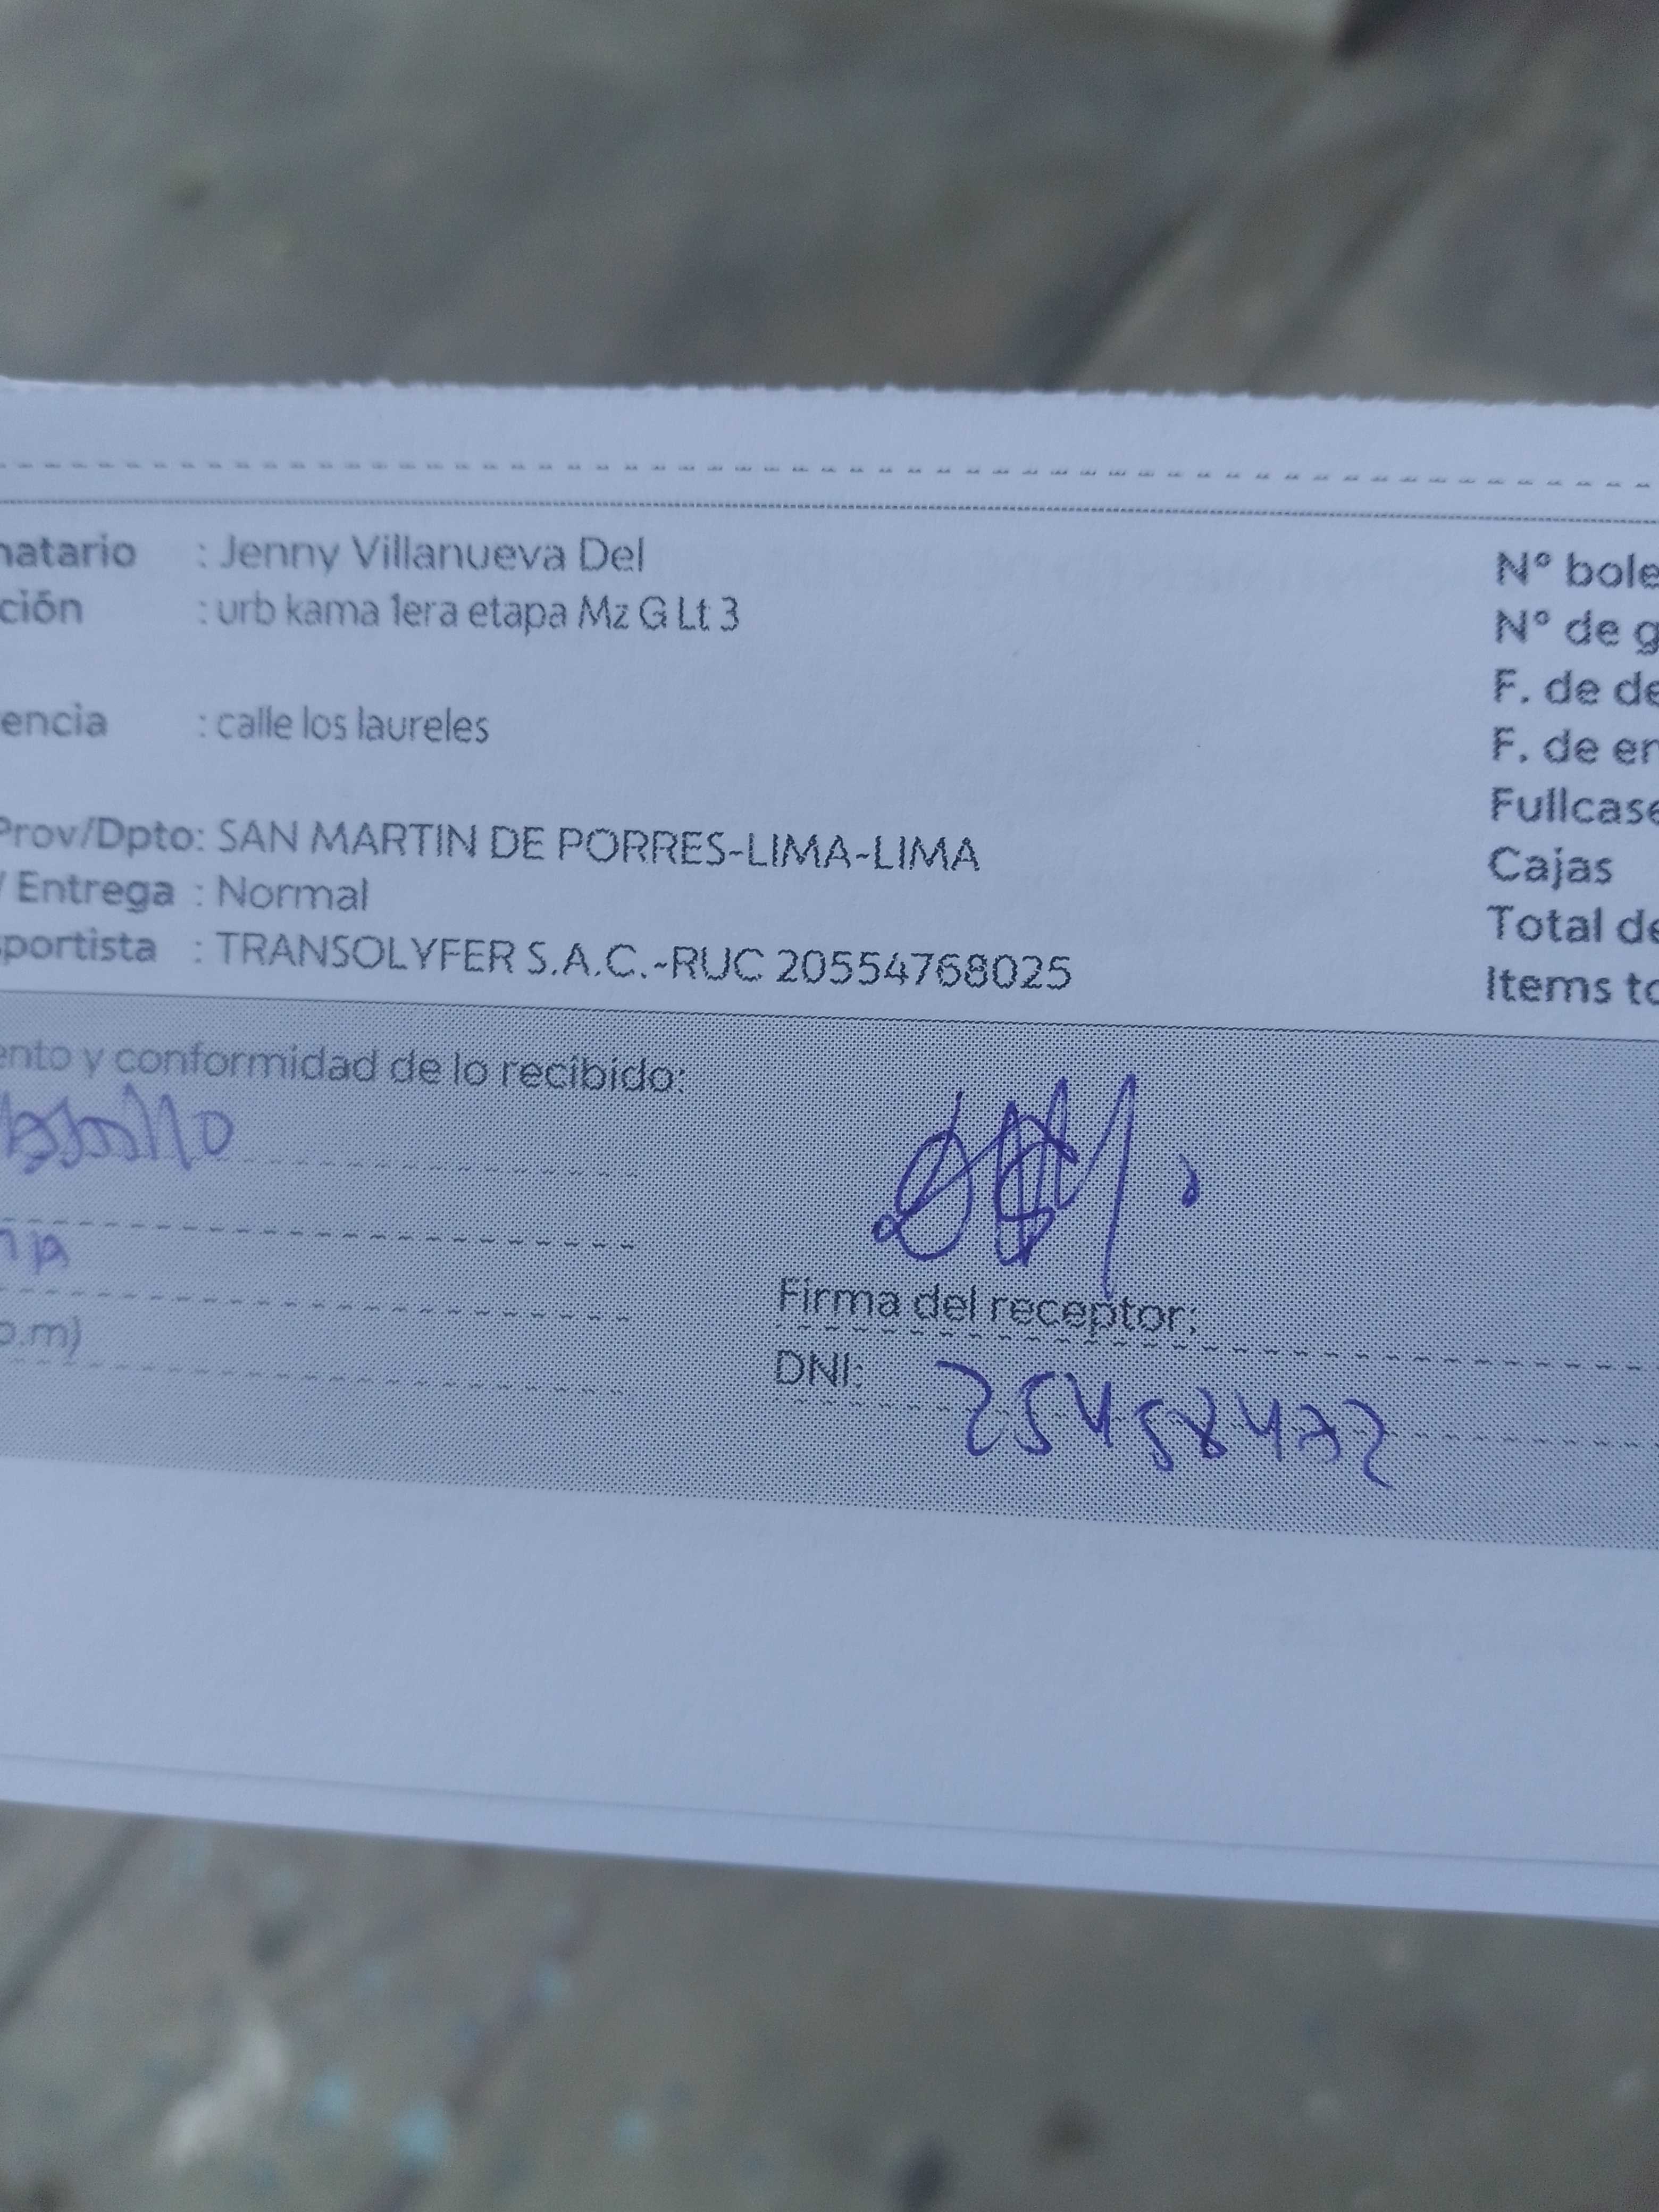 natario : Jenny Villanueva Del
ción : urb kama 1era etapa Mz G Lt 3
encia : calle los laureles
Prov/Dpto: SAN MARTIN DE PORRES-LIMA-LIMA
/ Entrega : Normal
sportista : TRANSOLYFER S.A.C.-RUC 20554768025
N° bole
N° de g
F. de de
F. de en
Fullcase
Cajas
Total de
Items to
ento y conformidad de lo recibido:
p.m)
Firma del receptor:
DNI: 25458472